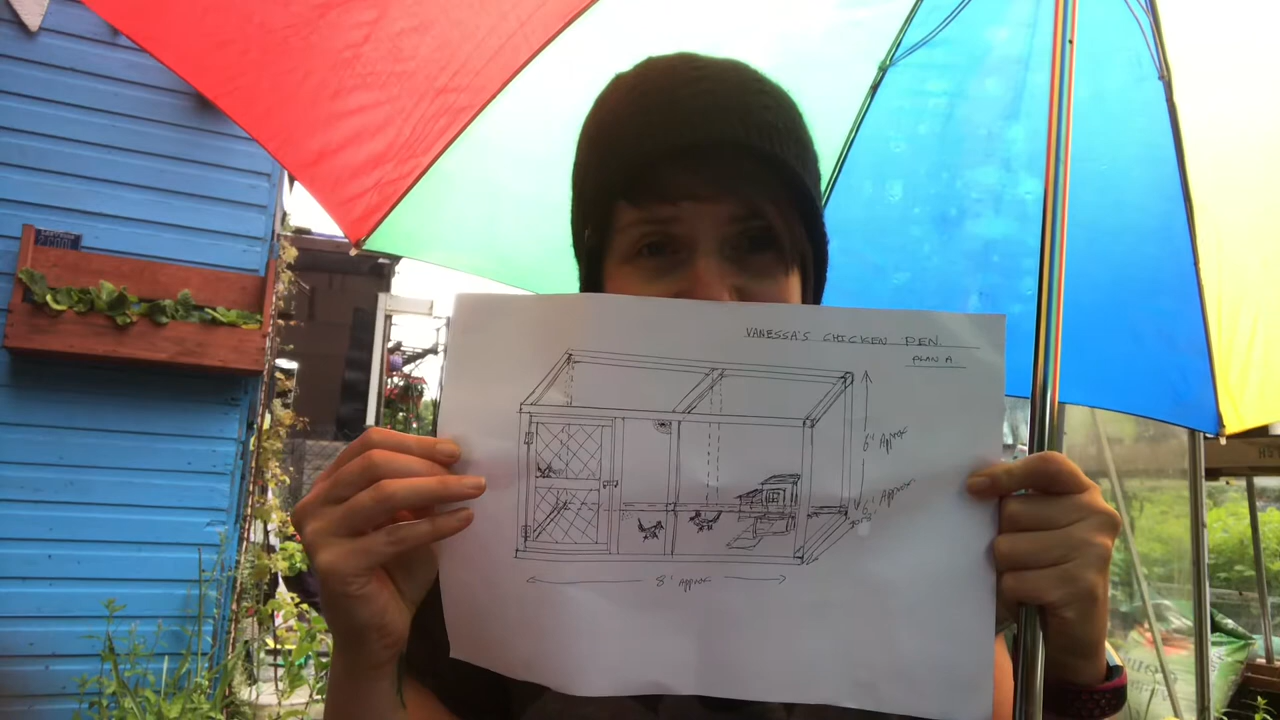 VANESSA'S CHICKEN PEN.
PLAN A
6' Approx
6' Approx.
8' Approx